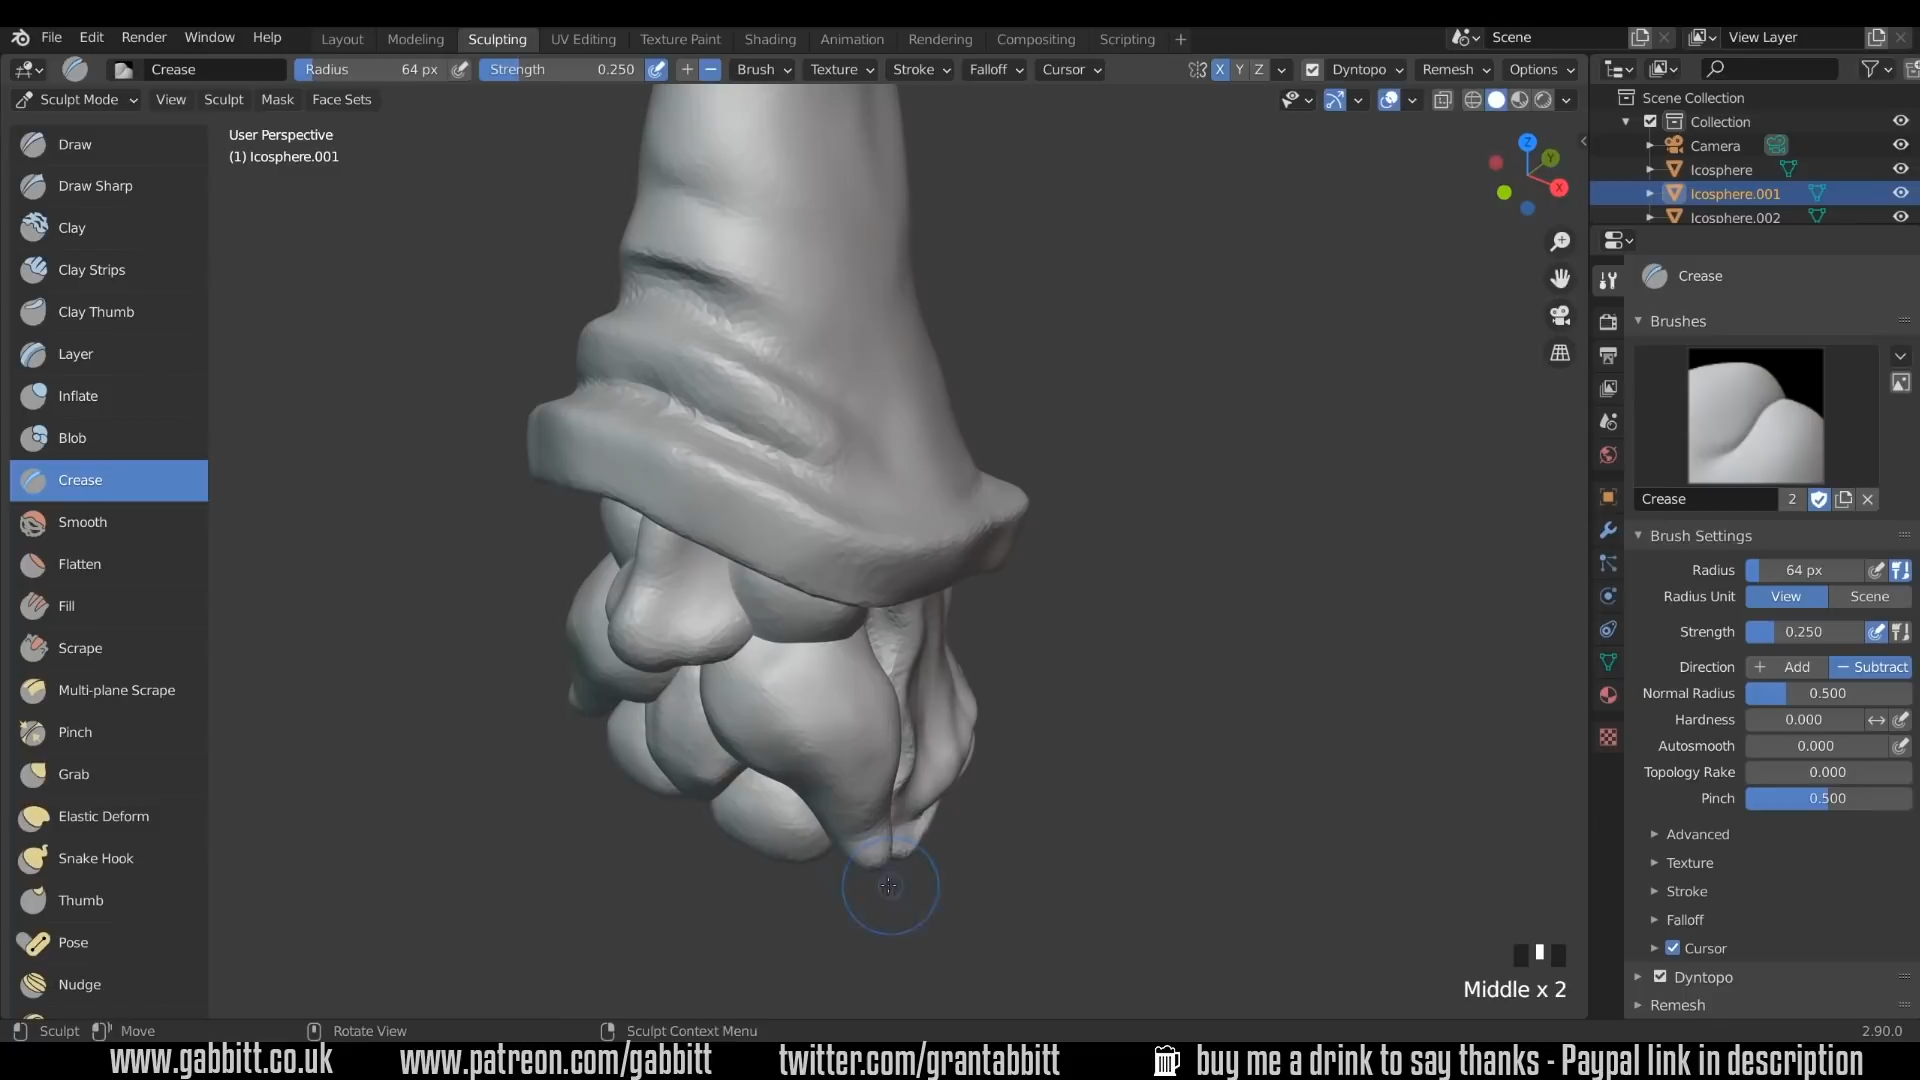 File Edit Render Window Help Layout Modeling Sculpting UV Editing Texture Paint Shading Animation Rendering Compositing Scripting + Scene View Layer
Crease Radius 64 px Strength 0.250 Brush Texture Stroke Falloff Cursor X Y Z Dyntopo Remesh Options
Sculpt Mode View Sculpt Mask Face Sets
User Perspective
(1) Icosphere.001
Draw
Draw Sharp
Clay
Clay Strips
Clay Thumb
Layer
Inflate
Blob
Crease
Smooth
Flatten
Fill
Scrape
Multi-plane Scrape
Pinch
Grab
Elastic Deform
Snake Hook
Thumb
Pose
Nudge
Z
Y
X
Middle x 2
Scene Collection
Collection
Camera
Icosphere
Icosphere.001
Icosphere.002
Crease
Brushes
Crease 2
Brush Settings
Radius 64 px
Radius Unit View Scene
Strength 0.250
Direction + Add − Subtract
Normal Radius 0.500
Hardness 0.000
Autosmooth 0.000
Topology Rake 0.000
Pinch 0.500
Advanced
Texture
Stroke
Falloff
Cursor
Dyntopo
Remesh
Sculpt Move Rotate View Sculpt Context Menu 2.90.0
www.gabbitt.co.uk www.patreon.com/gabbitt twitter.com/grantabbitt buy me a drink to say thanks - Paypal link in description